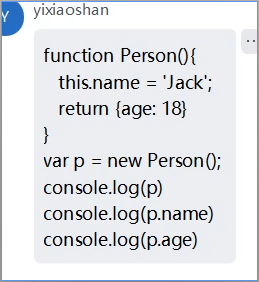 Y
yixiaoshan
function Person(){
this.name = 'Jack';
return {age: 18}
}
var p = new Person();
console.log(p)
console.log(p.name)
console.log(p.age)